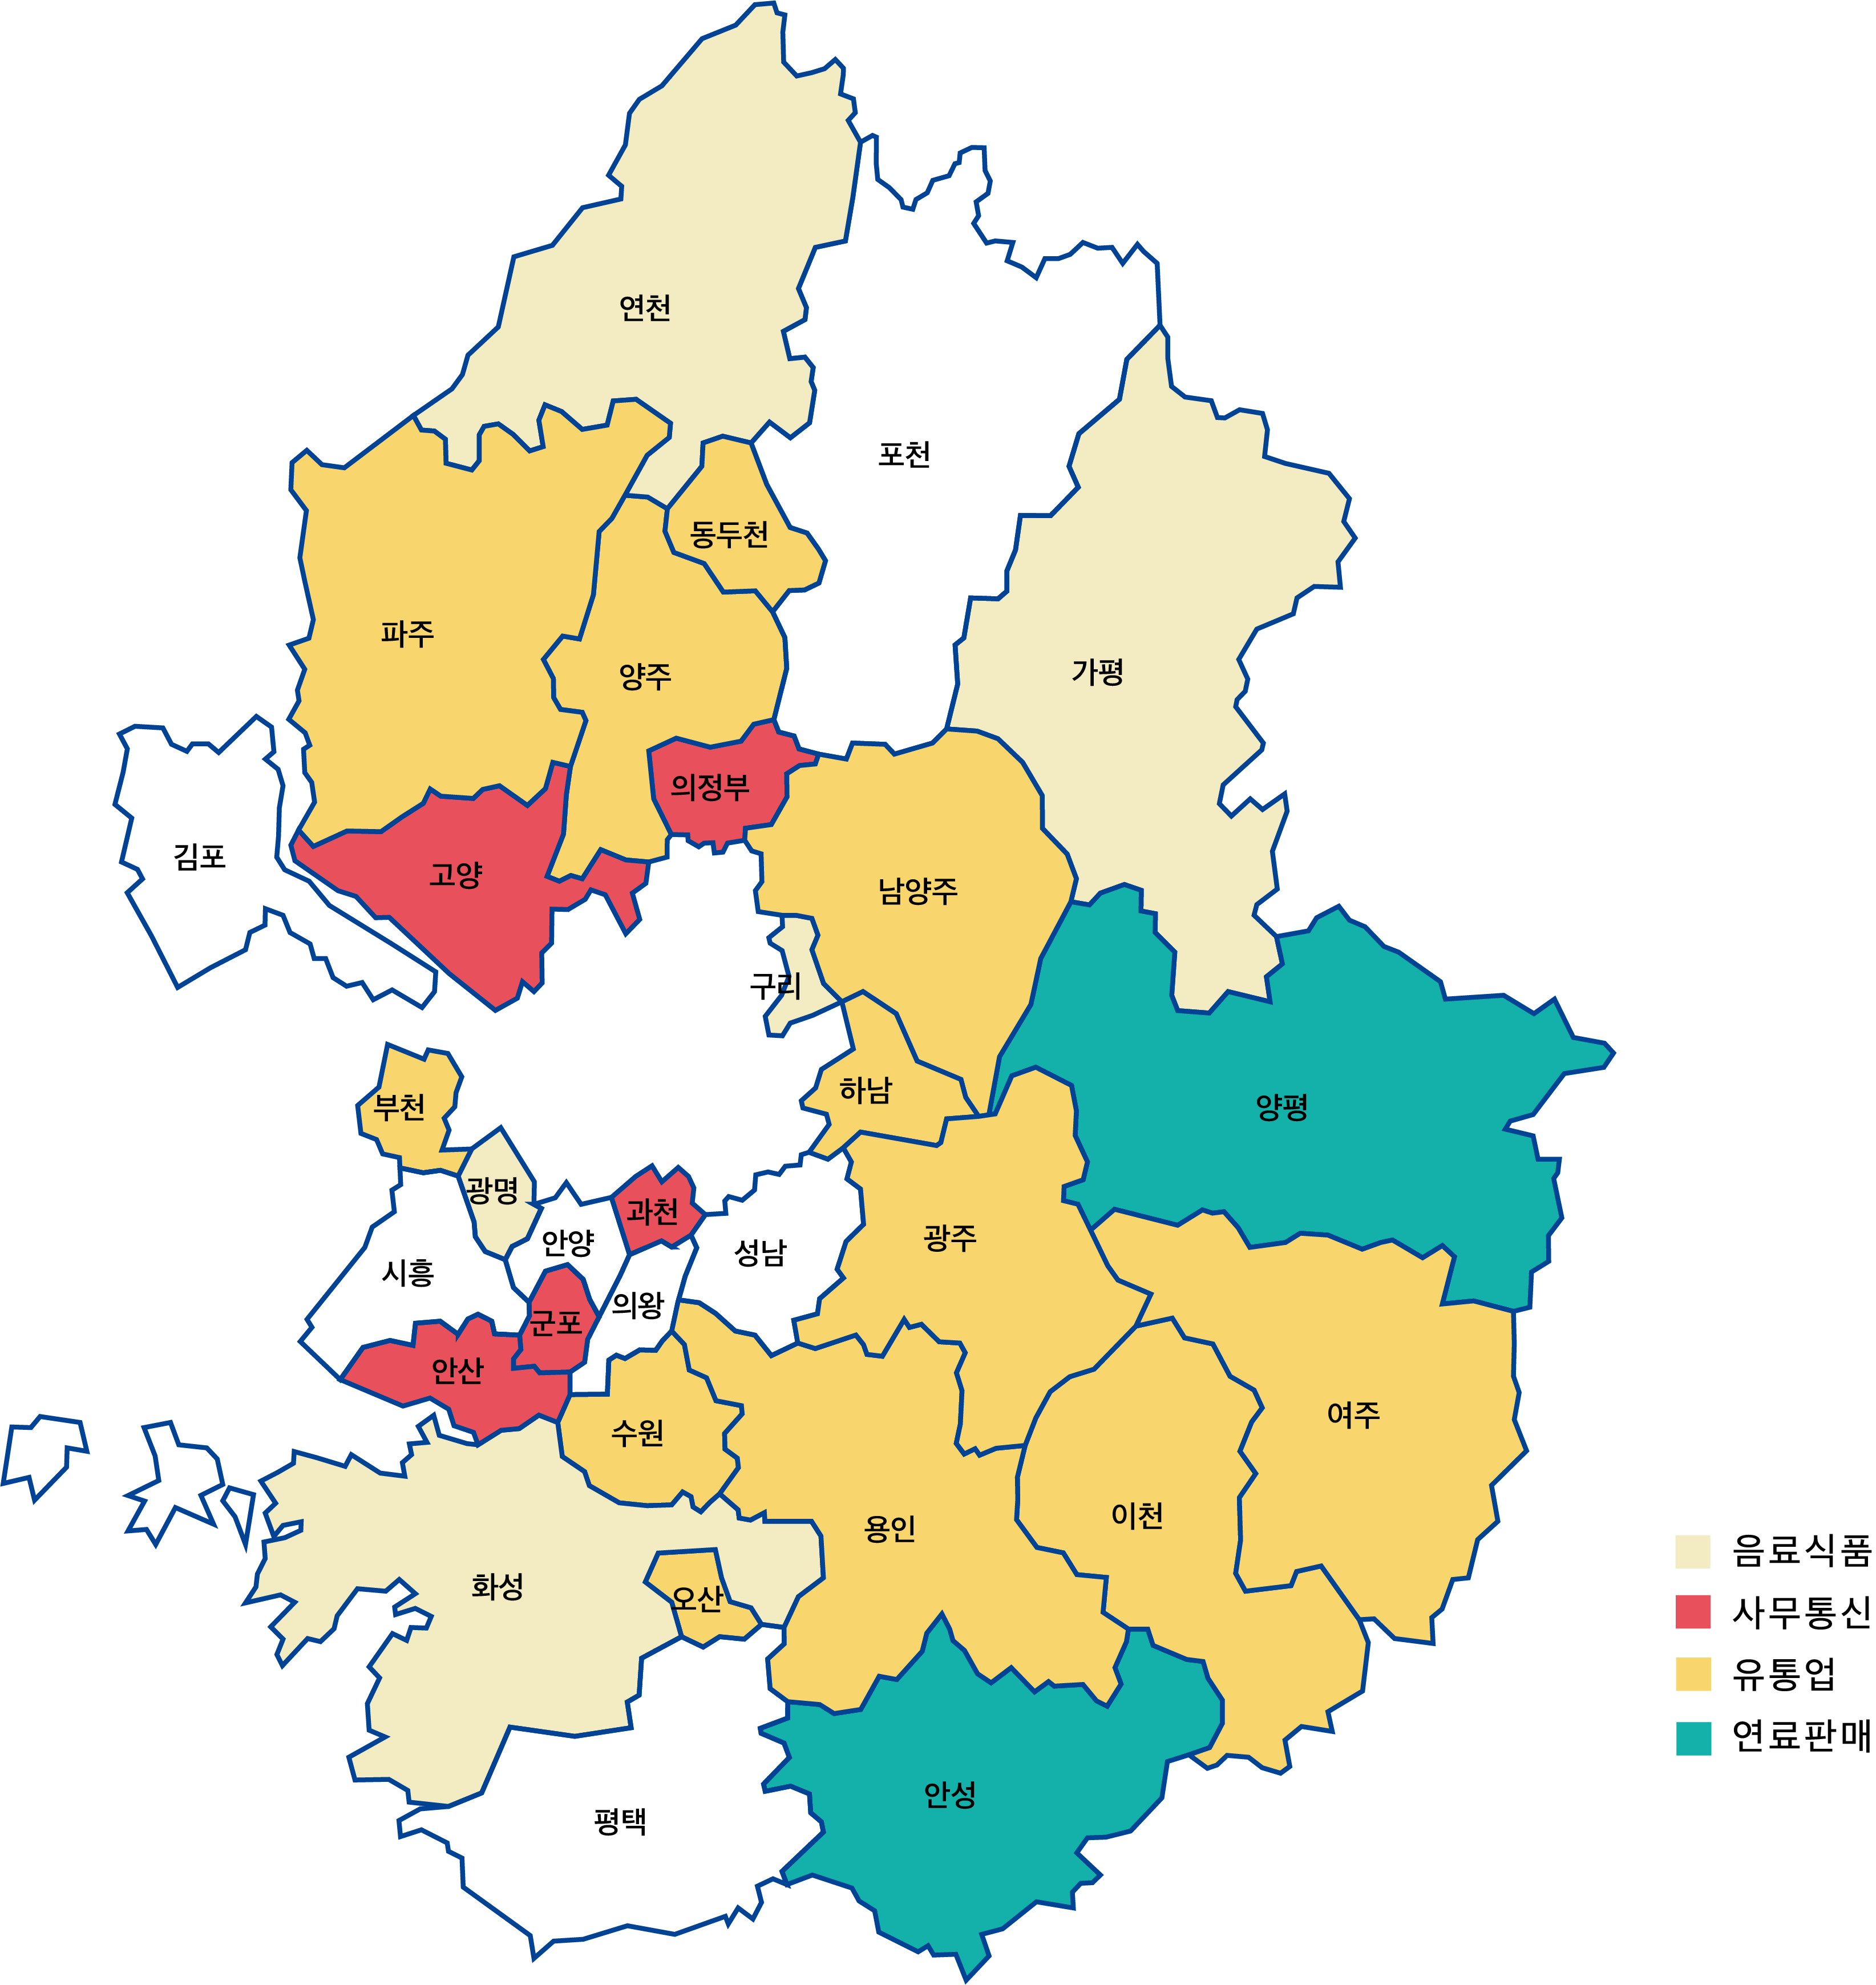 연천
포천
동두천
파주
양주
가평
의정부
김포
고양
남양주
구리
하남
부천
양평
광명
과천
안양
성남
광주
시흥
의왕
군포
안산
여주
수원
이천
용인
화성
오산
안성
평택
음료식품
사무통신
유통업
연료판매